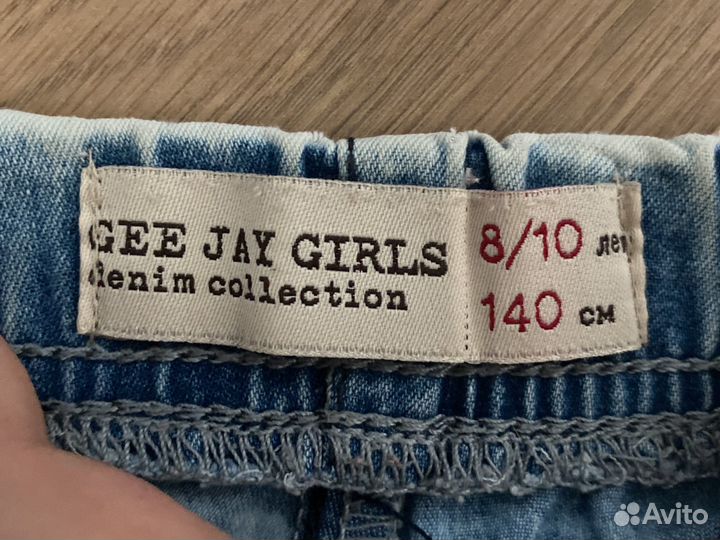 GEE JAY GIRLS
denim collection
8/10 лет
140 см
Avito